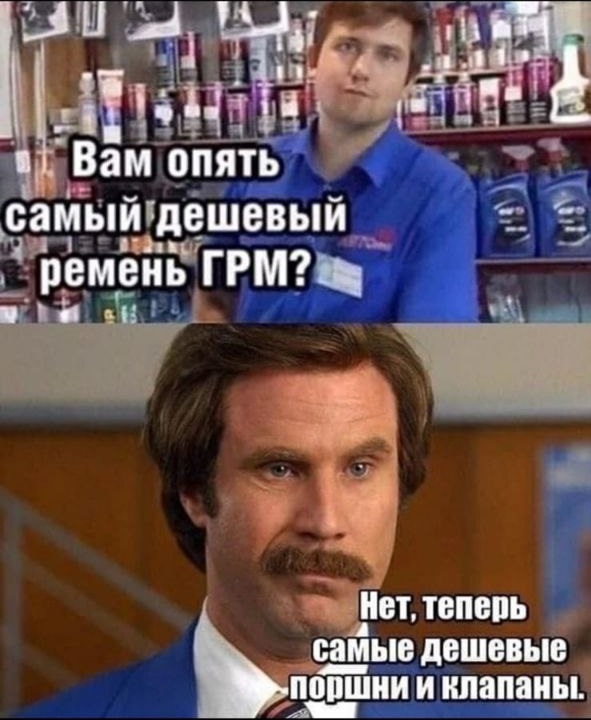 Вам опять
самый дешевый
ремень ГРМ?
Нет, теперь
самые дешевые
поршни и клапаны.